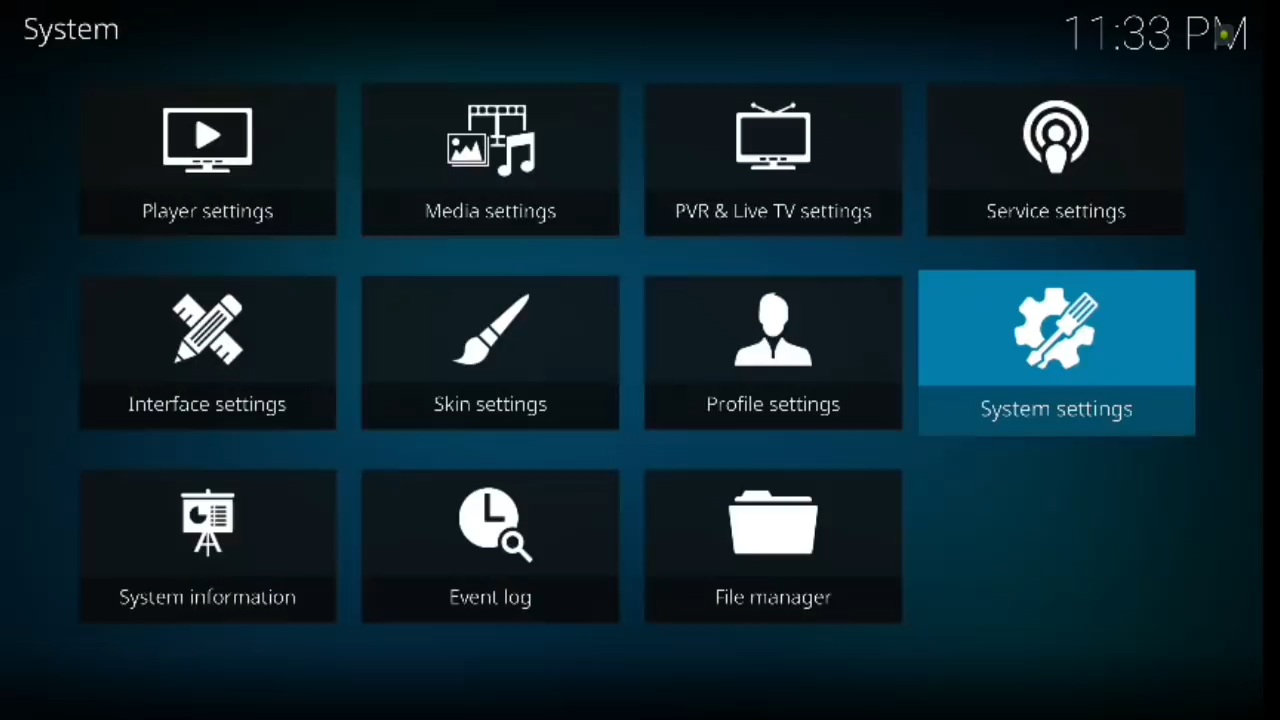 System
11:33 PM
Player settings
Media settings
PVR & Live TV settings
Service settings
Interface settings
Skin settings
Profile settings
System settings
System information
Event log
File manager